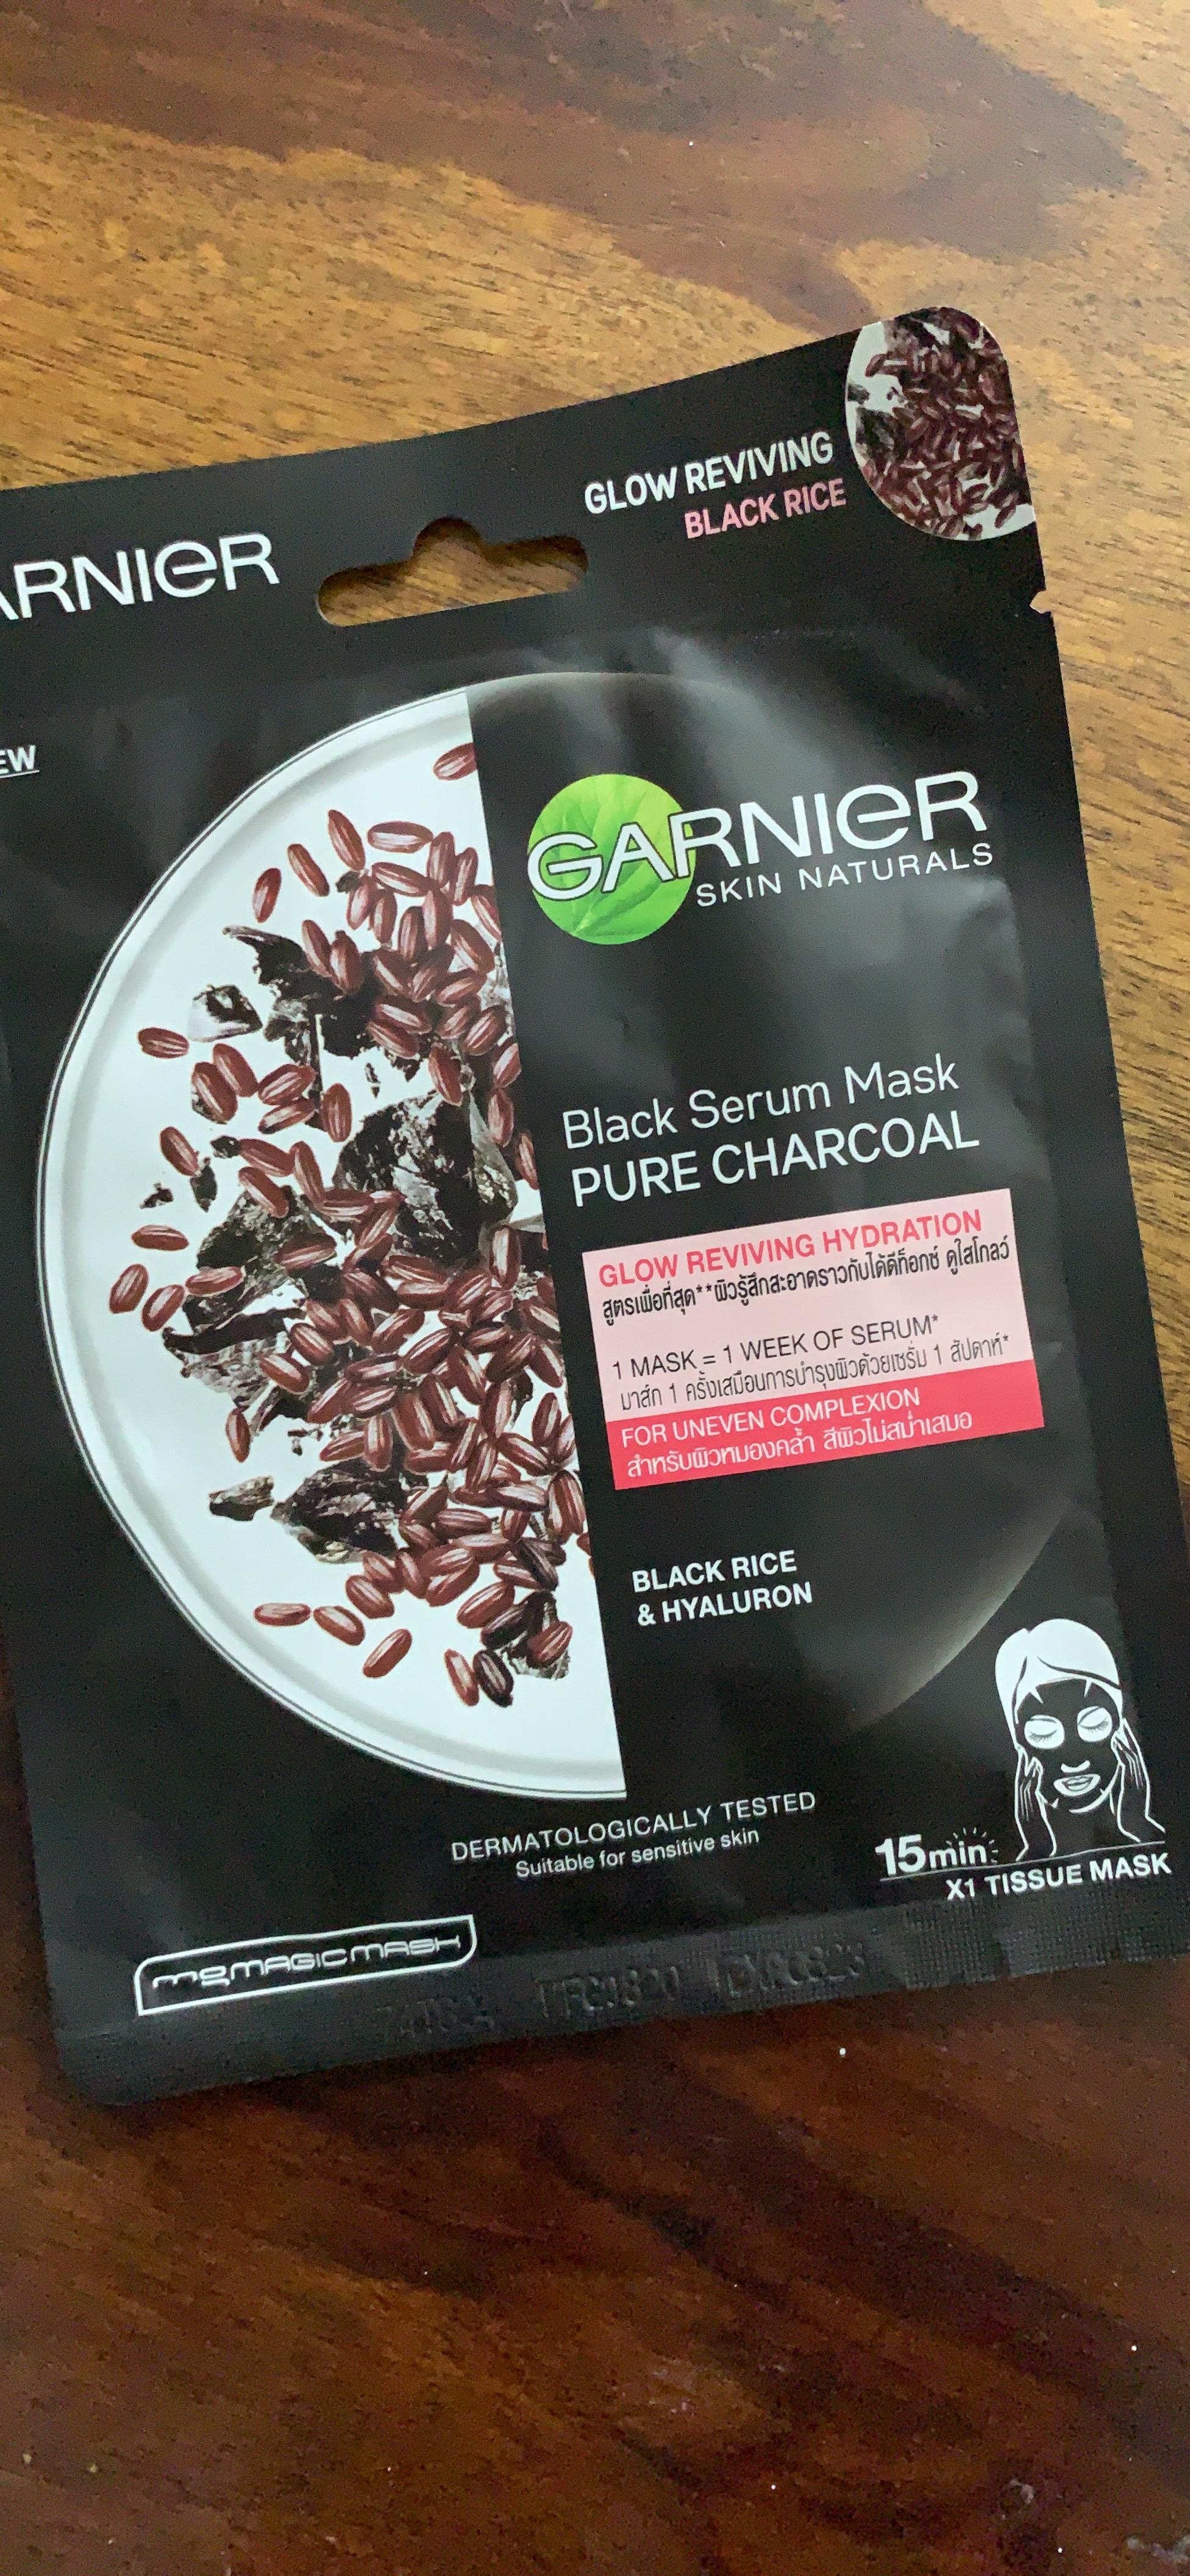 GLOW REVIVING
BLACK RICE
ARNIER
EW
GARNIER
SKIN NATURALS
Black Serum Mask
PURE CHARCOAL
GLOW REVIVING HYDRATION
สูตรเพื่อที่สุด**ผิวรู้สึกสะอาดราวกับได้ดีท็อกซ์ ดูใสโกลว์
1 MASK = 1 WEEK OF SERUM*
มาส์ก 1 ครั้งเสมือนการบำรุงผิวด้วยเซรั่ม 1 สัปดาห์*
FOR UNEVEN COMPLEXION
สำหรับผิวหมองคล้ำ สีผิวไม่สม่ำเสมอ
BLACK RICE
& HYALURON
DERMATOLOGICALLY TESTED
Suitable for sensitive skin
15min
X1 TISSUE MASK
mgMAGICMASK